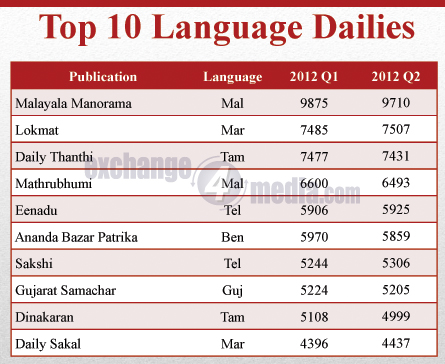 Top 10 Language Dailies
Publication Language 2012 Q1 2012 Q2
Malayala Manorama Mal 9875 9710
Lokmat Mar 7485 7507
Daily Thanthi Tam 7477 7431
exchange4media.com
Mathrubhumi Mal 6600 6493
Eenadu Tel 5906 5925
Ananda Bazar Patrika Ben 5970 5859
Sakshi Tel 5244 5306
Gujarat Samachar Guj 5224 5205
Dinakaran Tam 5108 4999
Daily Sakal Mar 4396 4437